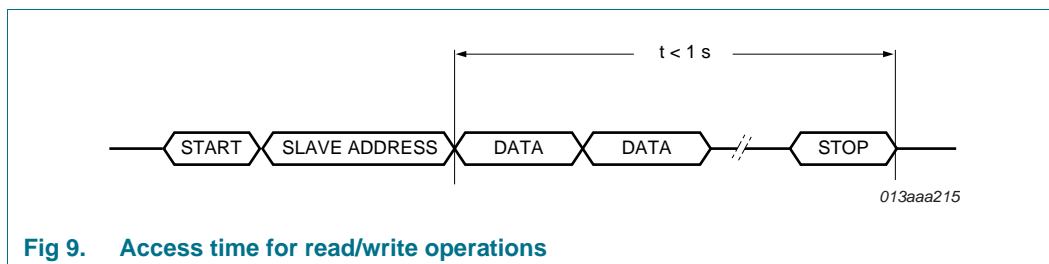 t < 1 s
START SLAVE ADDRESS DATA DATA STOP
013aaa215
Fig 9. Access time for read/write operations